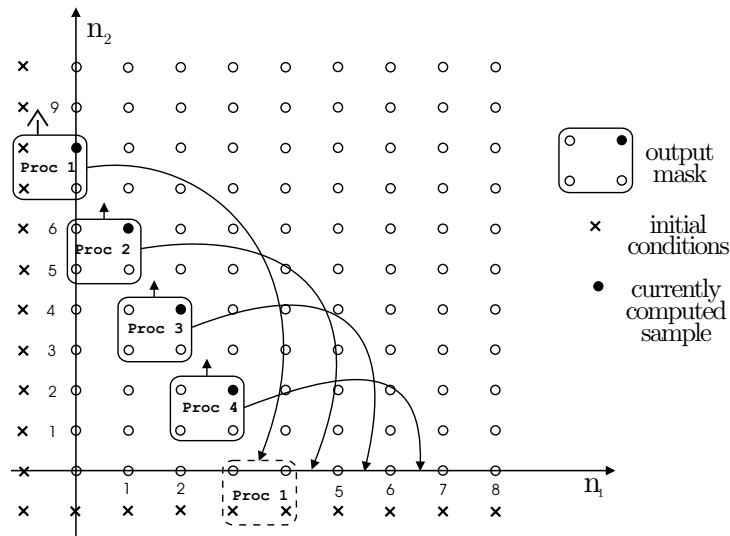 n₂
9
Proc 1
output
mask
6
Proc 2
initial
conditions
5
4
Proc 3
currently
computed
sample
3
2
Proc 4
1
1
2
Proc 1
5
6
7
8
n₁